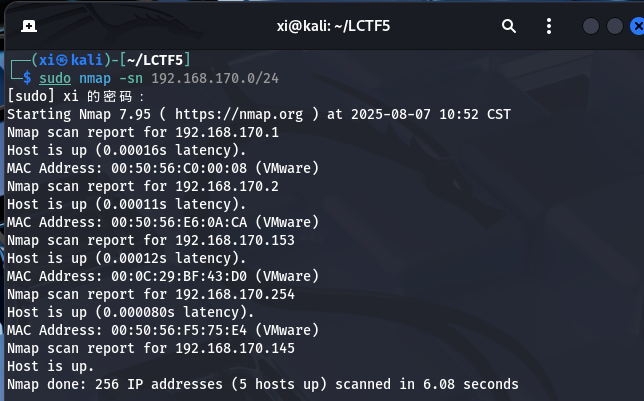 xi@kali: ~/LCTF5
┌──(xi㉿kali)-[~/LCTF5]
└─$ sudo nmap -sn 192.168.170.0/24
[sudo] xi 的密码：
Starting Nmap 7.95 ( https://nmap.org ) at 2025-08-07 10:52 CST
Nmap scan report for 192.168.170.1
Host is up (0.00016s latency).
MAC Address: 00:50:56:C0:00:08 (VMware)
Nmap scan report for 192.168.170.2
Host is up (0.00011s latency).
MAC Address: 00:50:56:E6:0A:CA (VMware)
Nmap scan report for 192.168.170.153
Host is up (0.00012s latency).
MAC Address: 00:0C:29:BF:43:D0 (VMware)
Nmap scan report for 192.168.170.254
Host is up (0.000080s latency).
MAC Address: 00:50:56:F5:75:E4 (VMware)
Nmap scan report for 192.168.170.145
Host is up.
Nmap done: 256 IP addresses (5 hosts up) scanned in 6.08 seconds